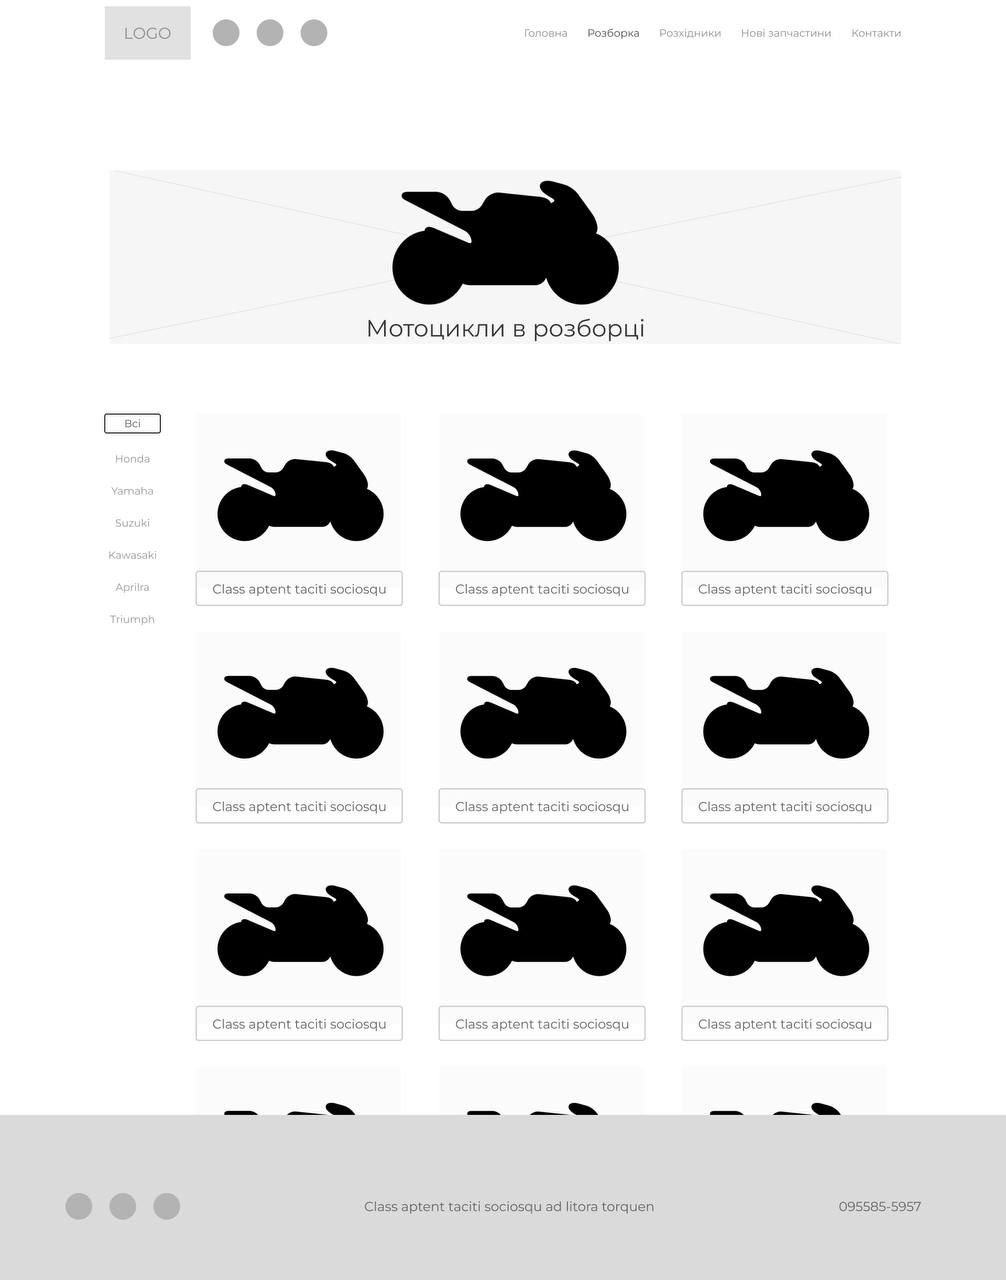 LOGO
Головна Розборка Розхідники Нові запчастини Контакти
Мотоцикли в розборці
Всі
Honda
Yamaha
Suzuki
Kawasaki
Aprilra
Triumph
Class aptent taciti sociosqu Class aptent taciti sociosqu Class aptent taciti sociosqu
Class aptent taciti sociosqu Class aptent taciti sociosqu Class aptent taciti sociosqu
Class aptent taciti sociosqu Class aptent taciti sociosqu Class aptent taciti sociosqu
Class aptent taciti sociosqu ad litora torquen 095585-5957